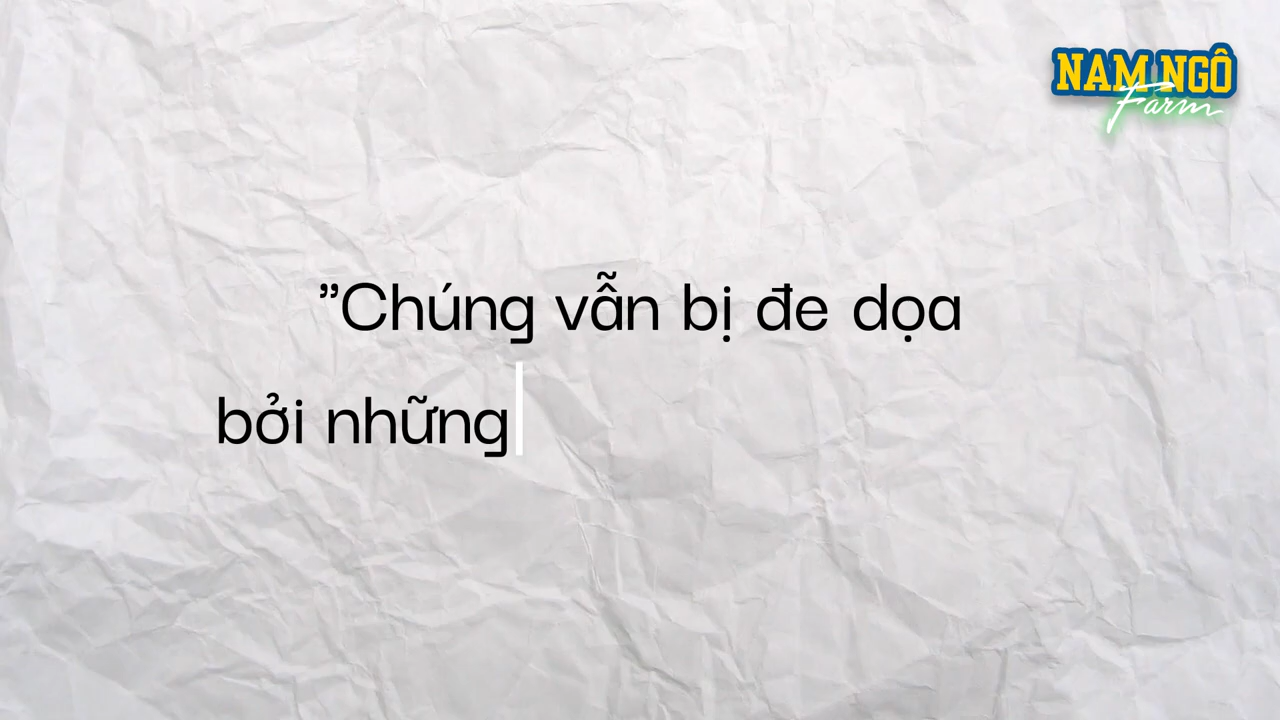 NAM NGÔ
Farm
”Chúng vẫn bị đe dọa
bởi những